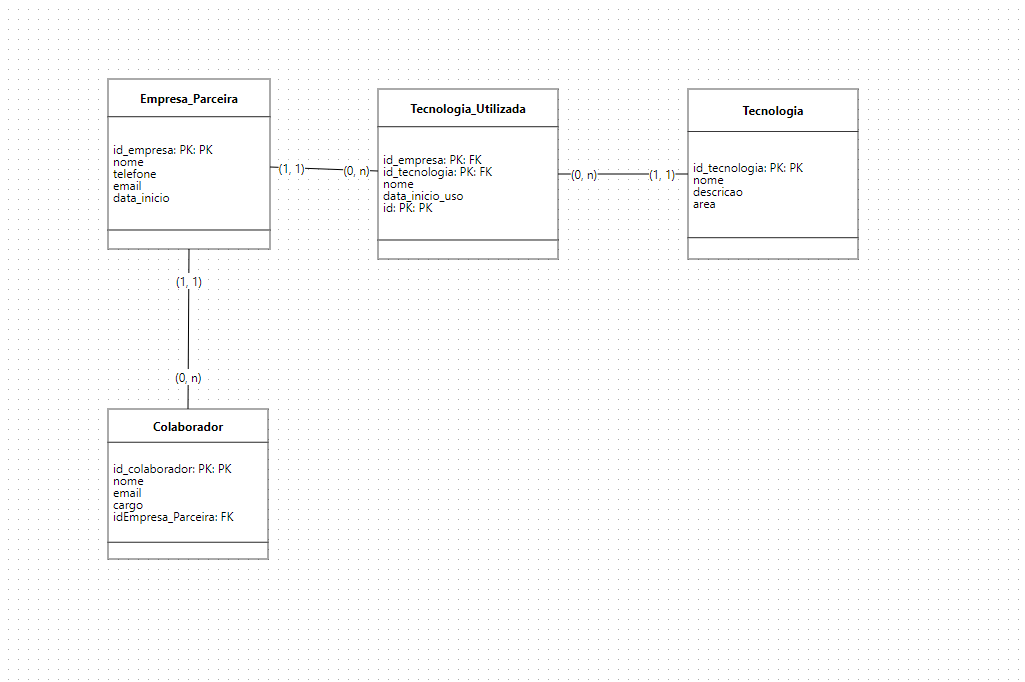 Empresa_Parceira
id_empresa: PK: PK
nome
telefone
email
data_inicio
(1, 1)
(0, n)
Tecnologia_Utilizada
id_empresa: PK: FK
id_tecnologia: PK: FK
nome
data_inicio_uso
id: PK: PK
(0, n)
(1, 1)
Tecnologia
id_tecnologia: PK: PK
nome
descricao
area
(1, 1)
(0, n)
Colaborador
id_colaborador: PK: PK
nome
email
cargo
idEmpresa_Parceira: FK